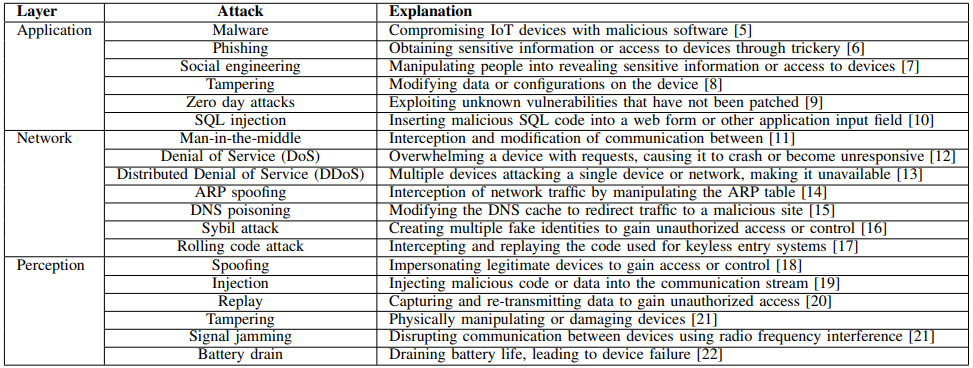 Layer Attack Explanation
Application Malware Compromising IoT devices with malicious software [5]
Phishing Obtaining sensitive information or access to devices through trickery [6]
Social engineering Manipulating people into revealing sensitive information or access to devices [7]
Tampering Modifying data or configurations on the device [8]
Zero day attacks Exploiting unknown vulnerabilities that have not been patched [9]
SQL injection Inserting malicious SQL code into a web form or other application input field [10]
Network Man-in-the-middle Interception and modification of communication between [11]
Denial of Service (DoS) Overwhelming a device with requests, causing it to crash or become unresponsive [12]
Distributed Denial of Service (DDoS) Multiple devices attacking a single device or network, making it unavailable [13]
ARP spoofing Interception of network traffic by manipulating the ARP table [14]
DNS poisoning Modifying the DNS cache to redirect traffic to a malicious site [15]
Sybil attack Creating multiple fake identities to gain unauthorized access or control [16]
Rolling code attack Intercepting and replaying the code used for keyless entry systems [17]
Perception Spoofing Impersonating legitimate devices to gain access or control [18]
Injection Injecting malicious code or data into the communication stream [19]
Replay Capturing and re-transmitting data to gain unauthorized access [20]
Tampering Physically manipulating or damaging devices [21]
Signal jamming Disrupting communication between devices using radio frequency interference [21]
Battery drain Draining battery life, leading to device failure [22]